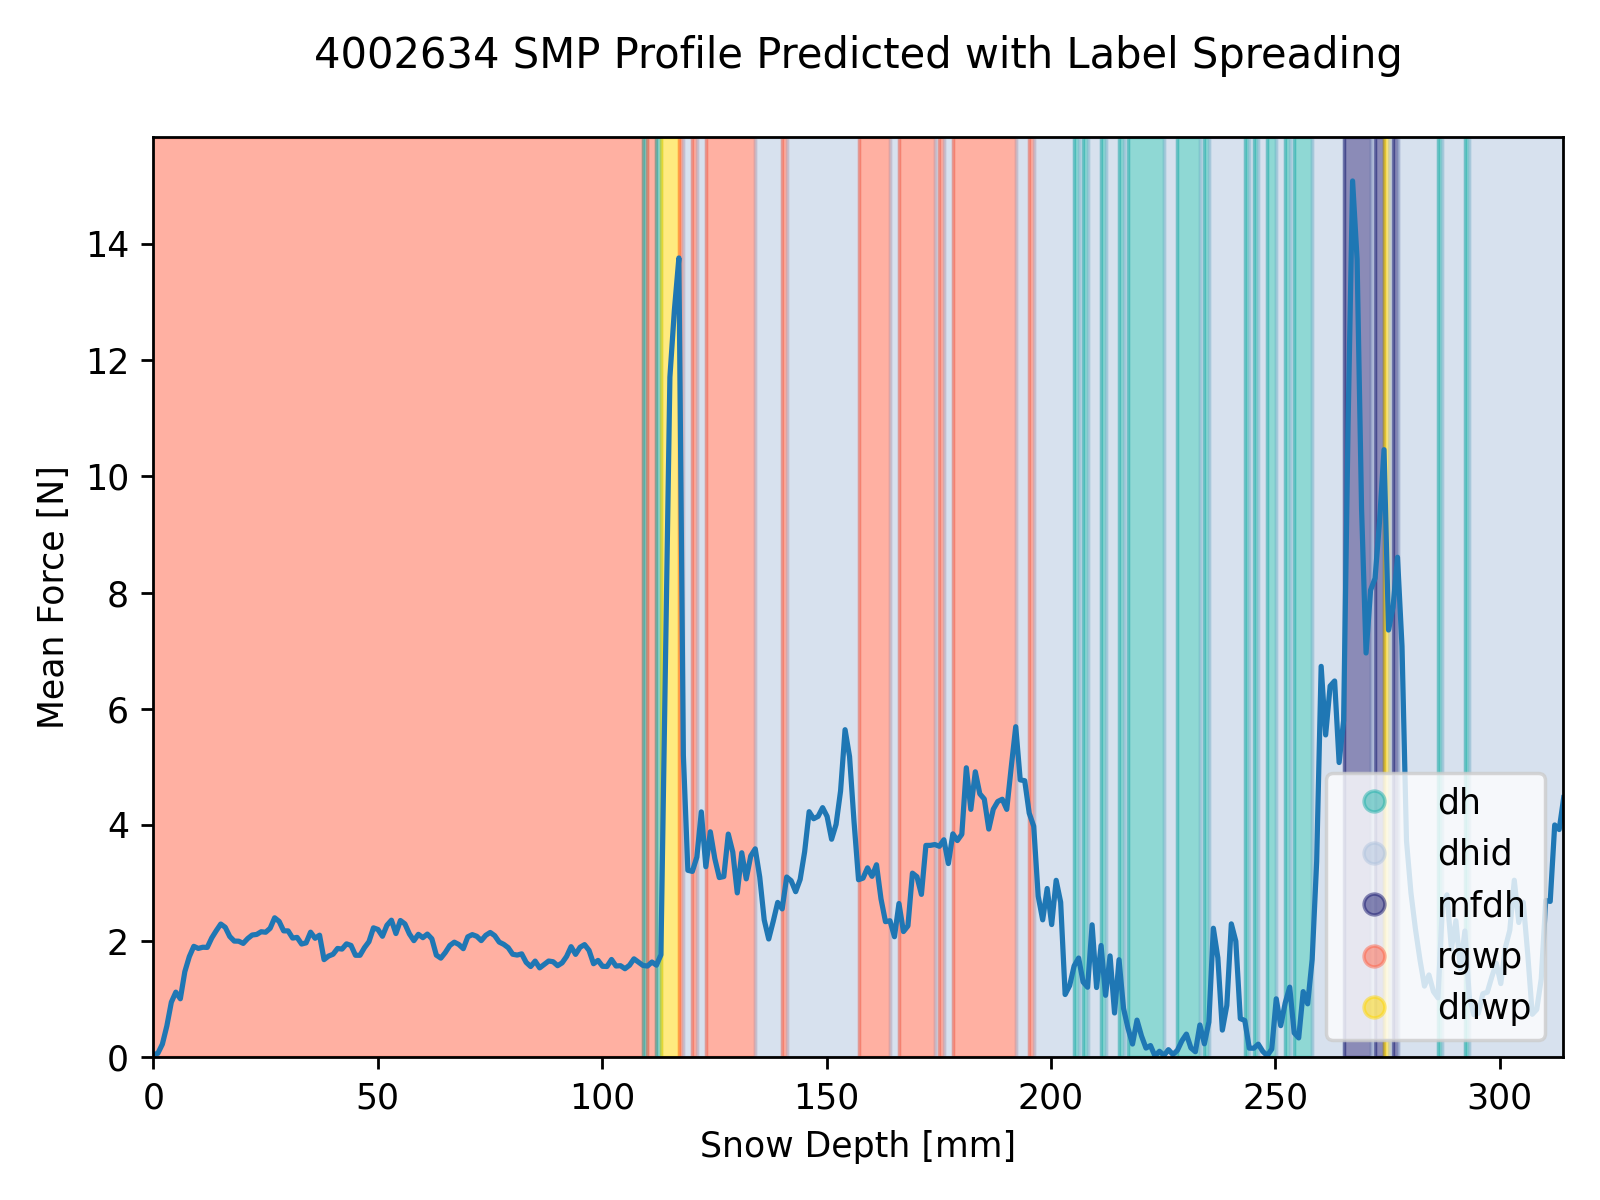 4002634 SMP Profile Predicted with Label Spreading
Mean Force [N]
14
12
10
8
6
4
2
0
dh
dhid
mfdh
rgwp
dhwp
0 50 100 150 200 250 300
Snow Depth [mm]